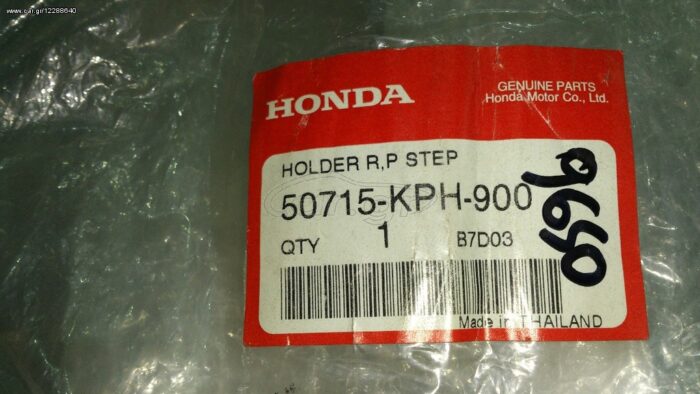 www.car.gr/12288640
HONDA
GENUINE PARTS
Honda Motor Co., Ltd.
HOLDER R,P STEP
50715-KPH-900
QTY 1 B7D03
Made in THAILAND
9640